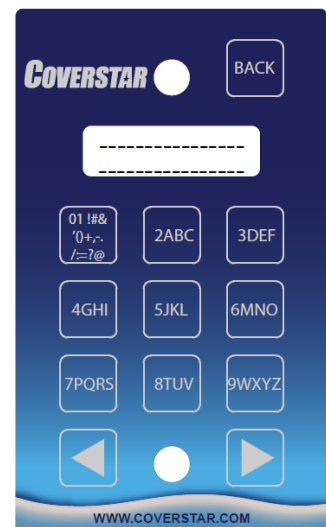 COVERSTAR
BACK
----------------
----------------
01 !#&
'()+,-.
/:=?@
2ABC
3DEF
4GHI
5JKL
6MNO
7PQRS
8TUV
9WXYZ
WWW.COVERSTAR.COM